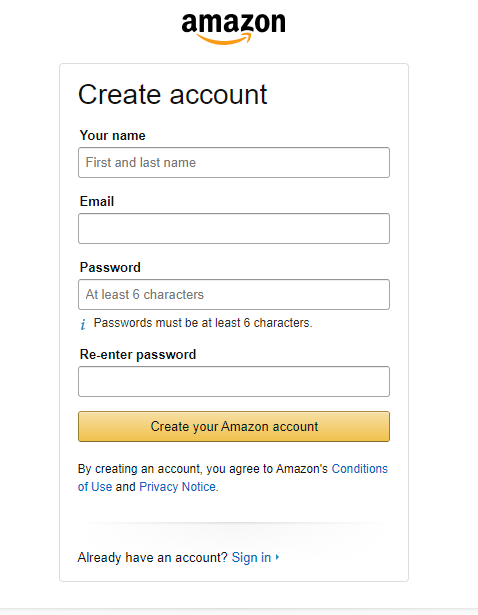 amazon
Create account
Your name
First and last name
Email
Password
At least 6 characters
i Passwords must be at least 6 characters.
Re-enter password
Create your Amazon account
By creating an account, you agree to Amazon's Conditions
of Use and Privacy Notice.
Already have an account? Sign in